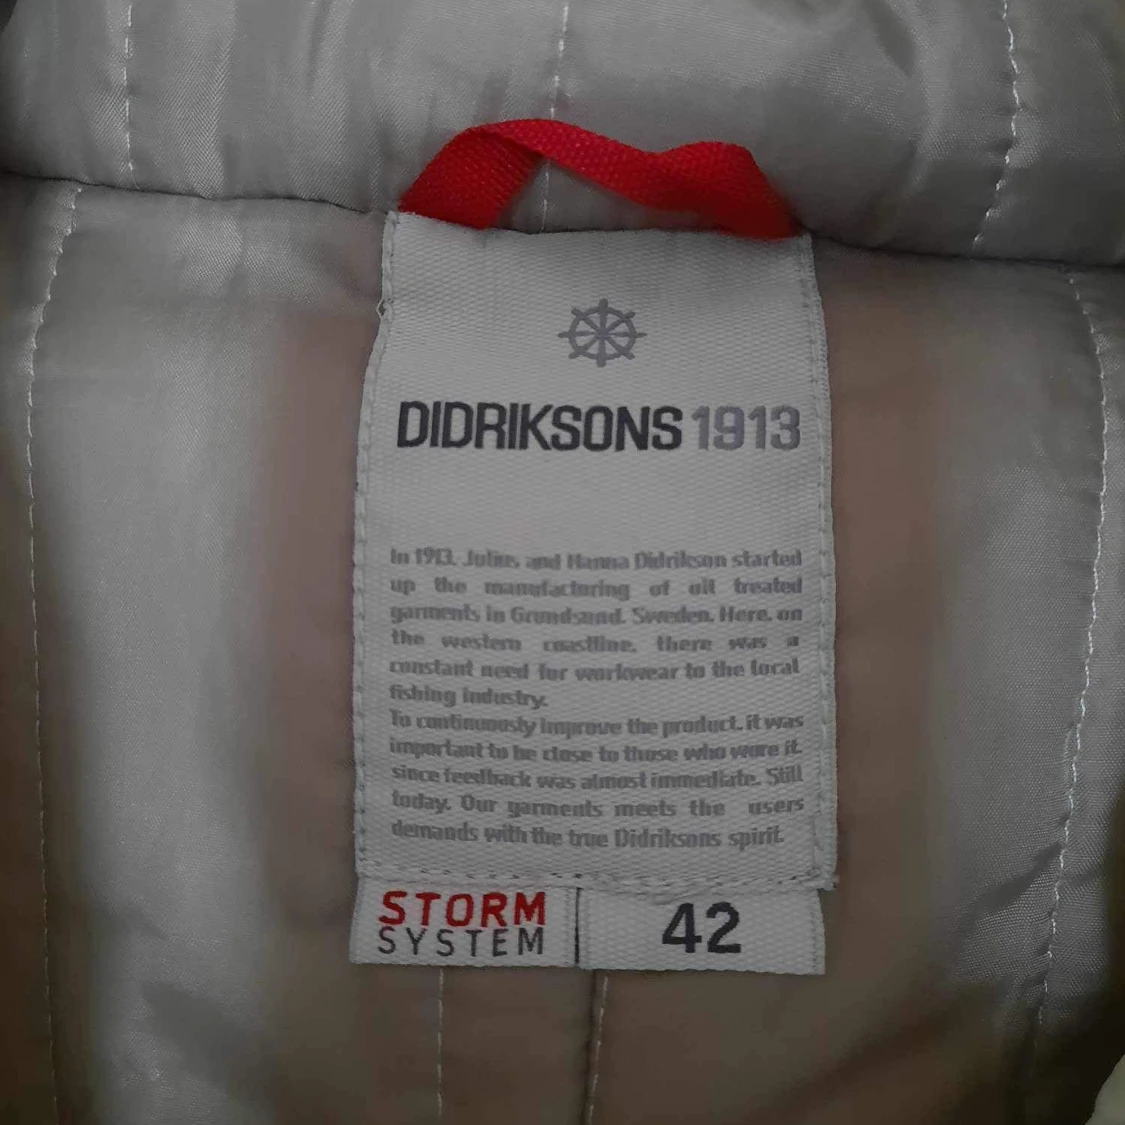 DIDRIKSONS 1913
In 1913, Julius and Hanna Didrikson started
up the manufacturing of oil treated
garments in Grundsund, Sweden. Here, on
the western coastline, there was a
constant need for workwear to the local
fishing industry.
To continuously improve the product, it was
important to be close to those who wore it,
since feedback was almost immediate. Still
today. Our garments meets the users
demands with the true Didriksons spirit.
STORM
SYSTEM
42